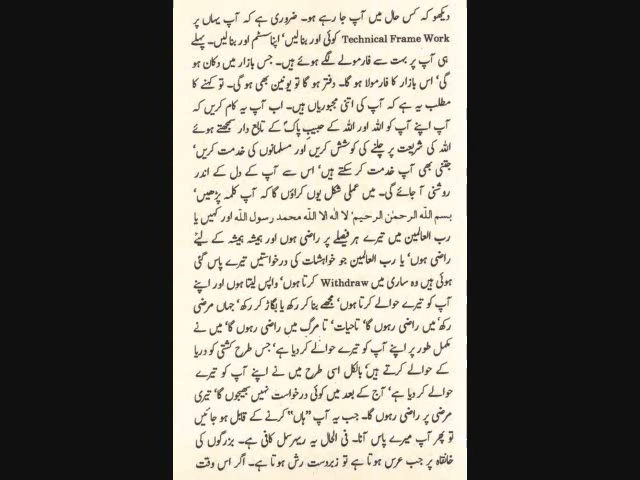 دیکھو کہ کس حال میں آپ جا رہے ہو۔ ضروری ہے کہ آپ یہاں پر
Technical Frame Work کوئی اور بنالیں' اپنا سسٹم اور بنالیں۔ پہلے
ہی آپ پر بہت سے فارمولے لگے ہوئے ہیں۔ جس بازار میں دکان ہو
گی' اس بازار کا فارمولا ہو گا۔ دفتر ہو گا تو یونین بھی ہو گی۔ تو کہنے کا
مطلب یہ ہے کہ آپ کی اتنی مجبوریاں ہیں۔ اب آپ یہ کام کریں کہ
آپ اپنے آپ کو اللہ اور اللہ کے حبیب پاکؐ کے تابع دار سمجھتے ہوئے
اللہ کی شریعت پر چلنے کی کوشش کریں اور مسلمانوں کی خدمت کریں'
جتنی بھی آپ خدمت کر سکتے ہیں' اس سے آپ کے دل کے اندر
روشنی آ جائے گی۔ میں عملی شکل یوں کراؤں گا کہ آپ کلمہ پڑھیں'
بسم اللّٰه الرحمٰن الرحیم' لا اله الا اللّٰه محمد رسول اللّٰه اور کہیں یا
رب العالمین میں تیرے ہر فیصلے پر راضی ہوں اور ہمیشہ ہمیشہ کے لیئے
راضی ہوں' یا رب العالمین جو خواہشات کی درخواستیں تیرے پاس گئی
ہوئی ہیں وہ ساری میں Withdraw کرتا ہوں' واپس لیتا ہوں اور اپنے
آپ کو تیرے حوالے کرتا ہوں' مجھے بنا کر رکھ یا بگاڑ کر رکھ' جہاں مرضی
رکھ' میں راضی رہوں گا' تاحیات' تا مرگ میں راضی رہوں گا' میں نے
مکمل طور پر اپنے آپ کو تیرے حوالے کر دیا ہے' جس طرح کشتی کو دریا
کے حوالے کرتے ہیں' بالکل اسی طرح میں نے اپنے آپ کو تیرے
حوالے کر دیا ہے' آج کے بعد میں کوئی درخواست نہیں بھیجوں گا' تیری
مرضی پر راضی رہوں گا۔ جب یہ آپ "ہاں" کرنے کے قابل ہو جائیں
تو پھر آپ میرے پاس آنا۔ فی الحال یہ ریہرسل کافی ہے۔ بزرگوں کی
خانقاہ پر جب عرس ہوتا ہے تو زبردست رش ہوتا ہے۔ اگر اس وقت